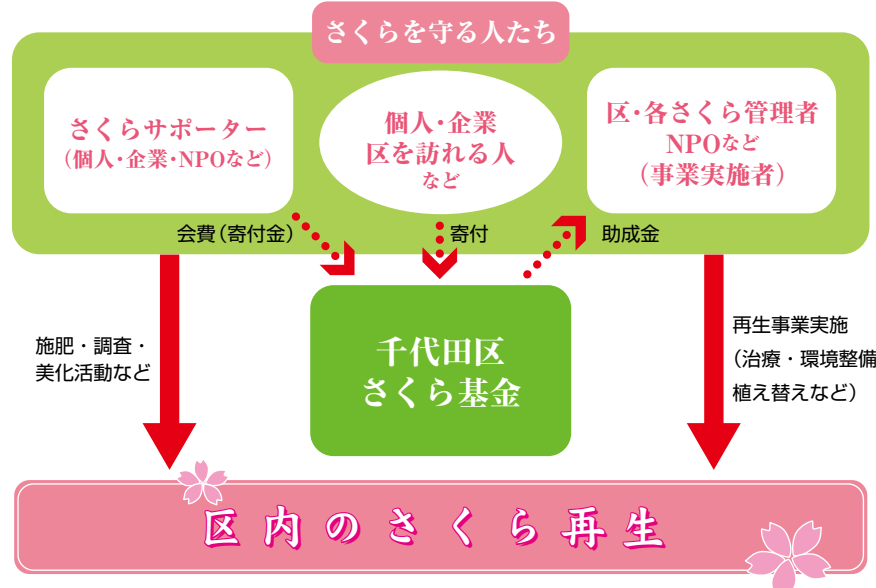 さくらを守る人たち
さくらサポーター
（個人・企業・NPOなど）
個人・企業
区を訪れる人
など
区・各さくら管理者
NPOなど
（事業実施者）
会費（寄付金）
寄付
助成金
施肥・調査・
美化活動など
千代田区
さくら基金
再生事業実施
（治療・環境整備
植え替えなど）
区内のさくら再生